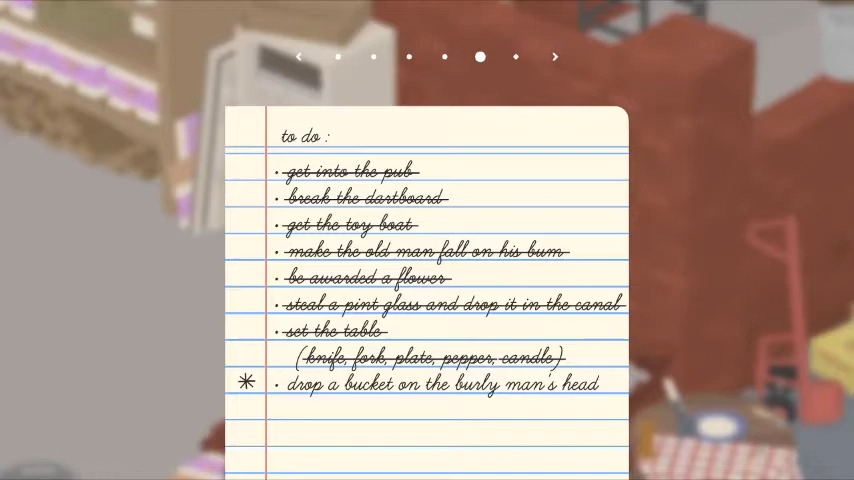 to do :
· get into the pub
· break the dartboard
· get the toy boat
· make the old man fall on his bum
· be awarded a flower
· steal a pint glass and drop it in the canal
· set the table
(knife, fork, plate, pepper, candle)
* · drop a bucket on the burly man's head